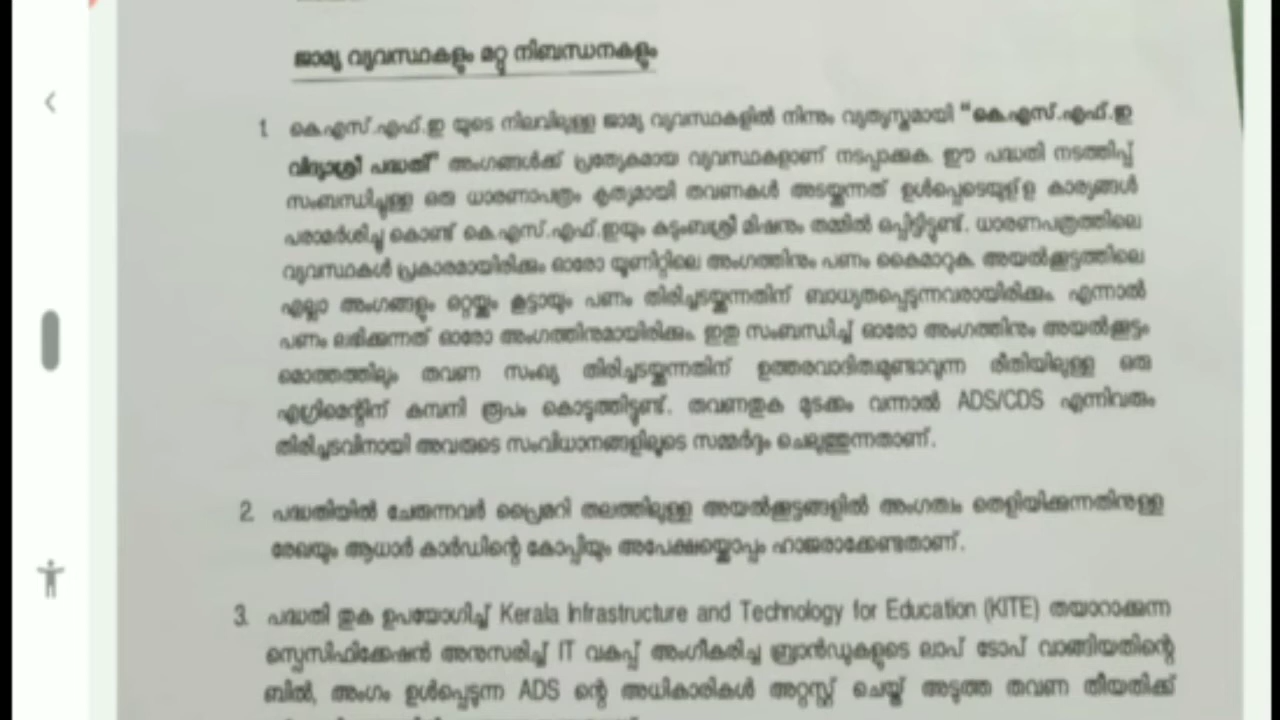 ജാമ്യ വ്യവസ്ഥകളും മറ്റു നിബന്ധനകളും
1 കെ.എസ്.എഫ്.ഇ യുടെ നിലവിലുള്ള ജാമ്യ വ്യവസ്ഥകളിൽ നിന്നും വ്യത്യസ്തമായി "കെ.എസ്.എഫ്.ഇ
വിദ്യാശ്രീ പദ്ധതി" അംഗങ്ങൾക്ക് പ്രത്യേകമായ വ്യവസ്ഥകളാണ് നടപ്പാക്കുക. ഈ പദ്ധതി നടത്തിപ്പ്
സംബന്ധിച്ചുള്ള ഒരു ധാരണാപത്രം കൃത്യമായി തവണകൾ അടയ്ക്കുന്നത് ഉൾപ്പെടെയുള്ള കാര്യങ്ങൾ
പരാമർശിച്ചു കൊണ്ട് കെ.എസ്.എഫ്.ഇയും കുടുംബശ്രീ മിഷനും തമ്മിൽ ഒപ്പിട്ടിട്ടുണ്ട്. ധാരണപത്രത്തിലെ
വ്യവസ്ഥകൾ പ്രകാരമായിരിക്കും ഓരോ യൂണിറ്റിലെ അംഗത്തിനും പണം കൈമാറുക. അയൽക്കൂട്ടത്തിലെ
എല്ലാ അംഗങ്ങളും ഒറ്റയ്ക്കും കൂട്ടായും പണം തിരിച്ചടയ്ക്കുന്നതിന് ബാധ്യതപ്പെടുന്നവരായിരിക്കും. എന്നാൽ
പണം ലഭിക്കുന്നത് ഓരോ അംഗത്തിനുമായിരിക്കും. ഇതു സംബന്ധിച്ച് ഓരോ അംഗത്തിനും അയൽക്കൂട്ടം
മൊത്തത്തിലും തവണ സംഖ്യ തിരിച്ചടയ്ക്കുന്നതിന് ഉത്തരവാദിത്വമുണ്ടാവുന്ന രീതിയിലുള്ള ഒരു
എഗ്രിമെന്റിന് കമ്പനി രൂപം കൊടുത്തിട്ടുണ്ട്. തവണതുക മുടക്കം വന്നാൽ ADS/CDS എന്നിവരും
തിരിച്ചടവിനായി അവരുടെ സംവിധാനങ്ങളിലൂടെ സമ്മർദ്ദം ചെലുത്തുന്നതാണ്.
2. പദ്ധതിയിൽ ചേരുന്നവർ പ്രൈമറി തലത്തിലുള്ള അയൽക്കൂട്ടങ്ങളിൽ അംഗത്വം തെളിയിക്കുന്നതിനുള്ള
രേഖയും ആധാർ കാർഡിന്റെ കോപ്പിയും അപേക്ഷയ്ക്കൊപ്പം ഹാജരാക്കേണ്ടതാണ്.
3. പദ്ധതി തുക ഉപയോഗിച്ച് Kerala Infrastructure and Technology for Education (KITE) തയാറാക്കുന്ന
സ്പെസിഫിക്കേഷൻ അനുസരിച്ച് IT വകുപ്പ് അംഗീകരിച്ച ബ്രാൻഡുകളുടെ ലാപ് ടോപ് വാങ്ങിയതിന്റെ
ബിൽ, അംഗം ഉൾപ്പെടുന്ന ADS ന്റെ അധികാരികൾ അറ്റസ്റ്റ് ചെയ്ത് അടുത്ത തവണ തീയതിക്ക്